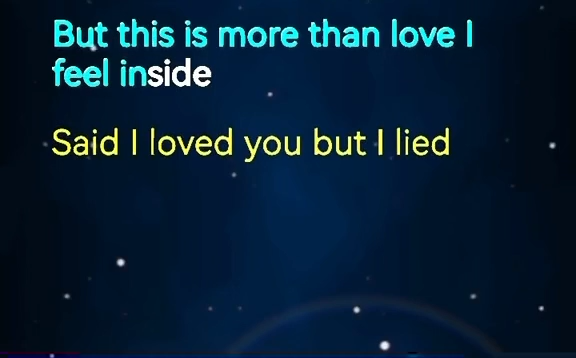 But this is more than love I
feel inside
Said I loved you but I lied